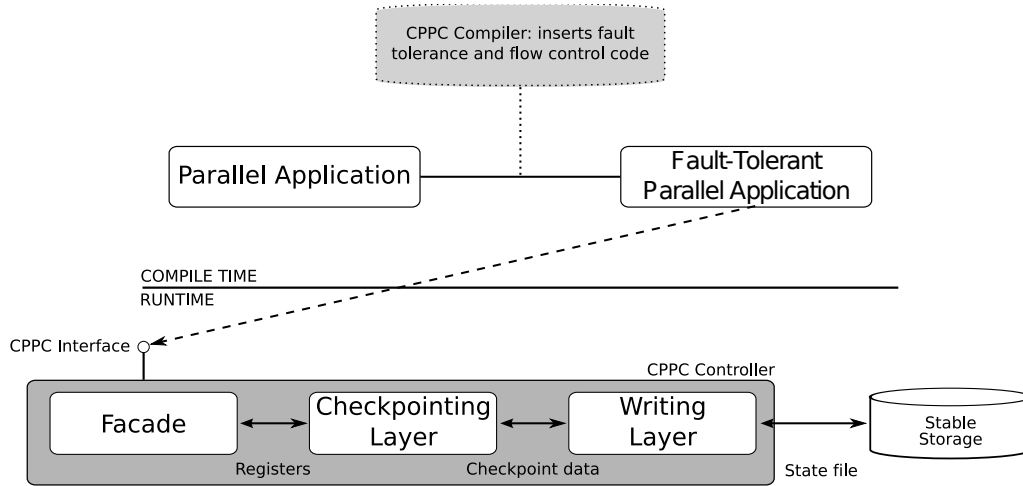 CPPC Compiler: inserts fault
tolerance and flow control code
Parallel Application
Fault-Tolerant
Parallel Application
COMPILE TIME
RUNTIME
CPPC Interface
CPPC Controller
Facade
Checkpointing
Layer
Writing
Layer
Stable
Storage
Registers
Checkpoint data
State file